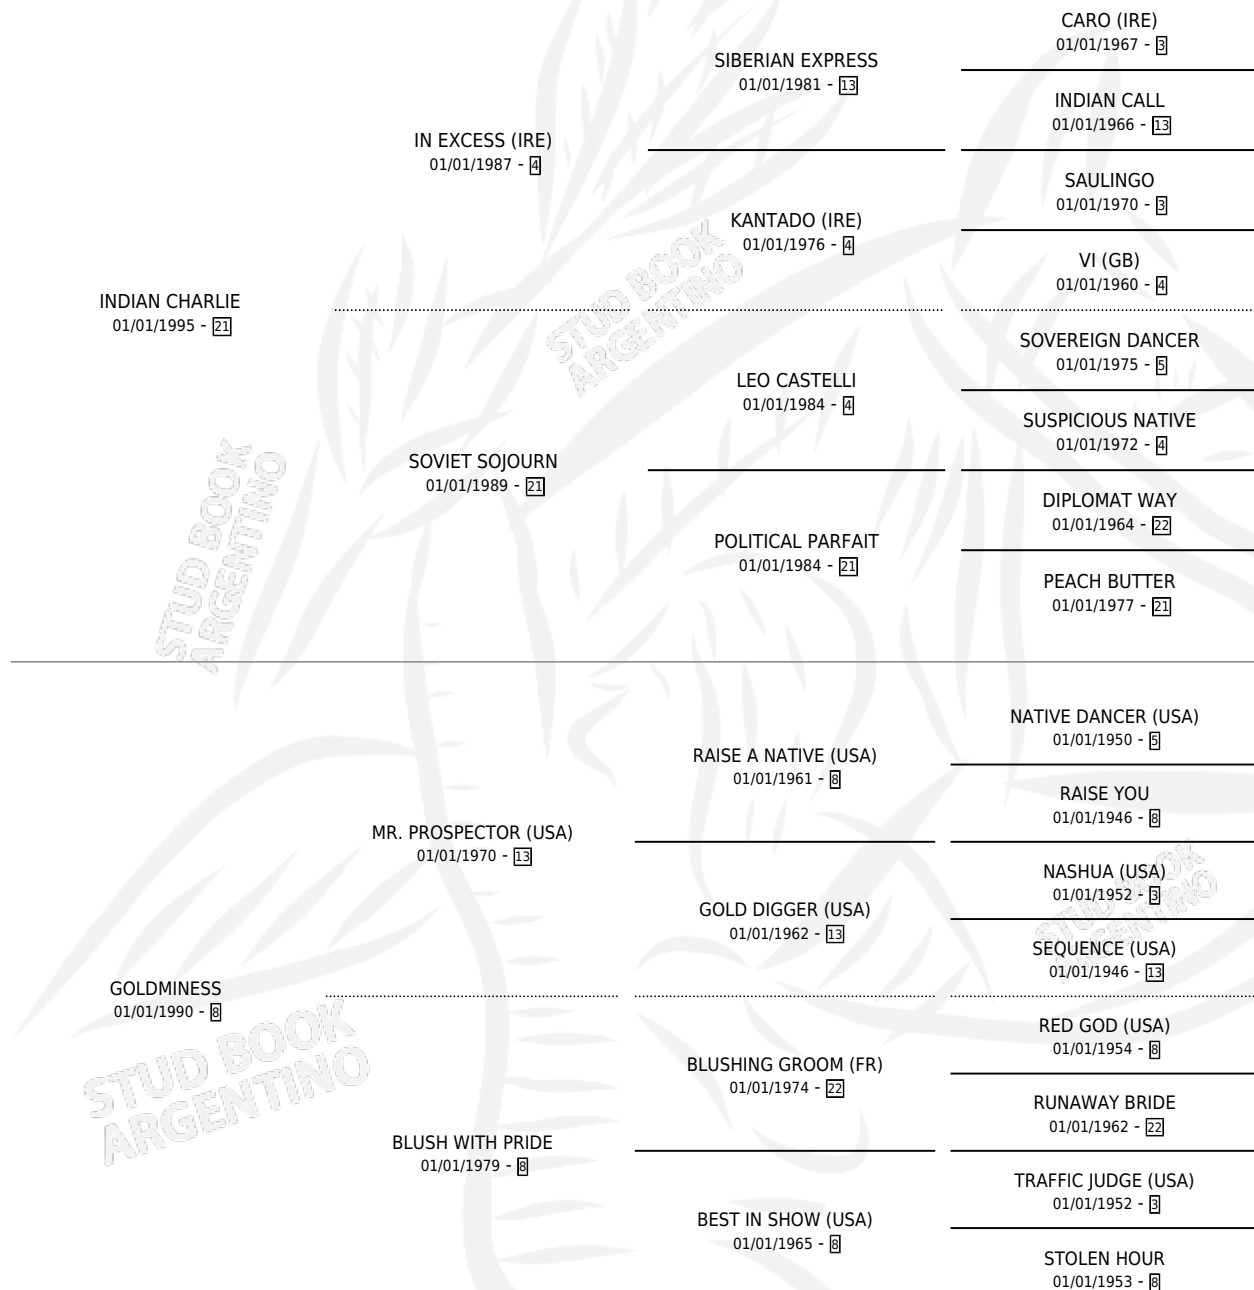 CARO (IRE)
01/01/1967 - 3
SIBERIAN EXPRESS
01/01/1981 - 13
INDIAN CALL
01/01/1966 - 13
IN EXCESS (IRE)
01/01/1987 - 4
SAULINGO
01/01/1970 - 3
KANTADO (IRE)
01/01/1976 - 4
VI (GB)
01/01/1960 - 4
INDIAN CHARLIE
01/01/1995 - 21
SOVEREIGN DANCER
01/01/1975 - 5
LEO CASTELLI
01/01/1984 - 4
SUSPICIOUS NATIVE
01/01/1972 - 4
SOVIET SOJOURN
01/01/1989 - 21
DIPLOMAT WAY
01/01/1964 - 22
POLITICAL PARFAIT
01/01/1984 - 21
PEACH BUTTER
01/01/1977 - 21
NATIVE DANCER (USA)
01/01/1950 - 5
RAISE A NATIVE (USA)
01/01/1961 - 8
RAISE YOU
01/01/1946 - 8
MR. PROSPECTOR (USA)
01/01/1970 - 13
NASHUA (USA)
01/01/1952 - 3
GOLD DIGGER (USA)
01/01/1962 - 13
SEQUENCE (USA)
01/01/1946 - 13
GOLDMINESS
01/01/1990 - 8
RED GOD (USA)
01/01/1954 - 8
BLUSHING GROOM (FR)
01/01/1974 - 22
RUNAWAY BRIDE
01/01/1962 - 22
BLUSH WITH PRIDE
01/01/1979 - 8
TRAFFIC JUDGE (USA)
01/01/1952 - 3
BEST IN SHOW (USA)
01/01/1965 - 8
STOLEN HOUR
01/01/1953 - 8
STUD BOOK
ARGENTINO
STUD BOOK
ARGENTINO
STUD BOOK
ARGENTINO
STUD BOOK
ARGENTINO